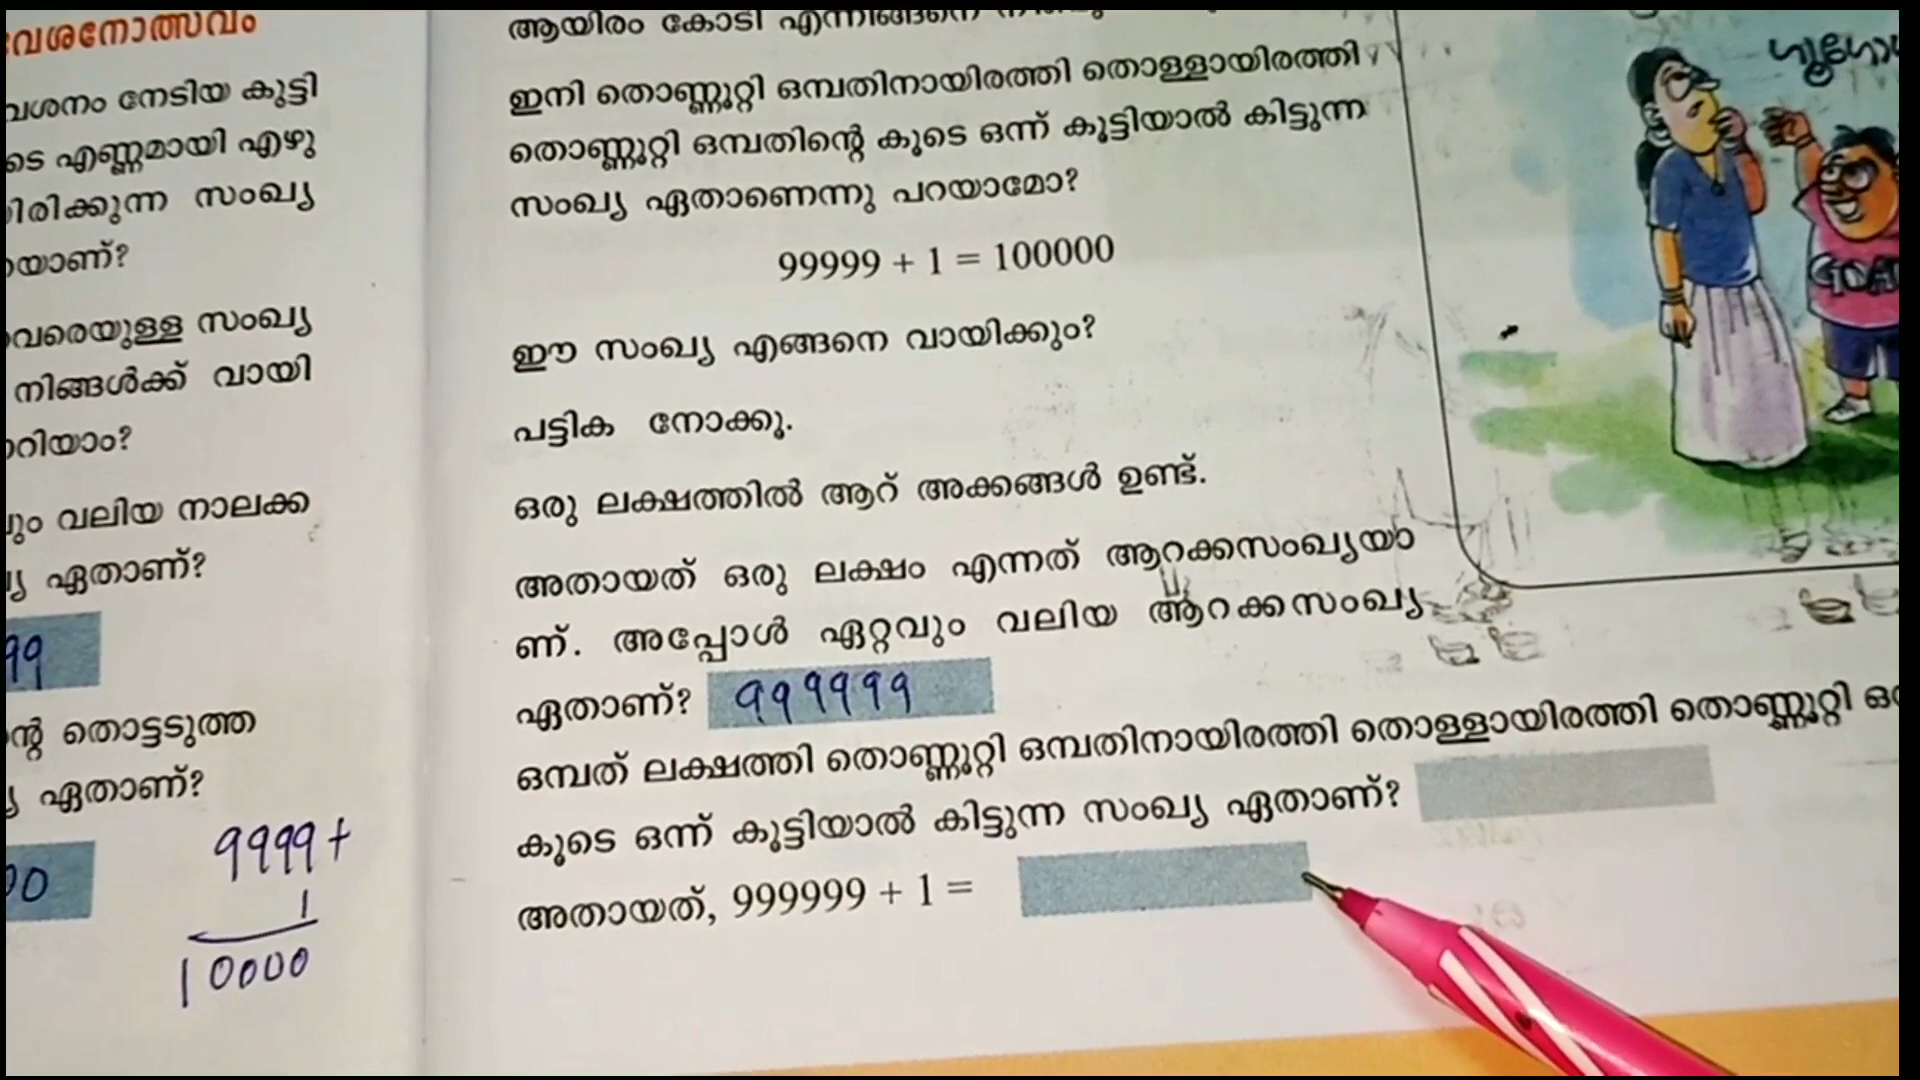 വേശനോത്സവം
വശനം നേടിയ കുട്ടി
ടെ എണ്ണമായി എഴു
യിരിക്കുന്ന സംഖ്യ
യാണ്?
വരെയുള്ള സംഖ്യ
നിങ്ങൾക്ക് വായി
റിയാം?
വും വലിയ നാലക്ക
ഏതാണ്?
99
ന്റെ തൊട്ടടുത്ത
ഏതാണ്?
00
9999+
1
10000
ആയിരം കോടി എന്നിങ്ങനെ
ഇനി തൊണ്ണൂറ്റി ഒമ്പതിനായിരത്തി തൊള്ളായിരത്തി
തൊണ്ണൂറ്റി ഒമ്പതിന്റെ കൂടെ ഒന്ന് കൂട്ടിയാൽ കിട്ടുന്ന
സംഖ്യ ഏതാണെന്നു പറയാമോ?
99999 + 1 = 100000
ഈ സംഖ്യ എങ്ങനെ വായിക്കും?
പട്ടിക നോക്കൂ.
ഒരു ലക്ഷത്തിൽ ആറ് അക്കങ്ങൾ ഉണ്ട്.
അതായത് ഒരു ലക്ഷം എന്നത് ആറക്കസംഖ്യയാ
ണ്. അപ്പോൾ ഏറ്റവും വലിയ ആറക്കസംഖ്യ
ഏതാണ്? 999999
ഒമ്പത് ലക്ഷത്തി തൊണ്ണൂറ്റി ഒമ്പതിനായിരത്തി തൊള്ളായിരത്തി തൊണ്ണൂറ്റി
കൂടെ ഒന്ന് കൂട്ടിയാൽ കിട്ടുന്ന സംഖ്യ ഏതാണ്?
അതായത്, 999999 + 1 =